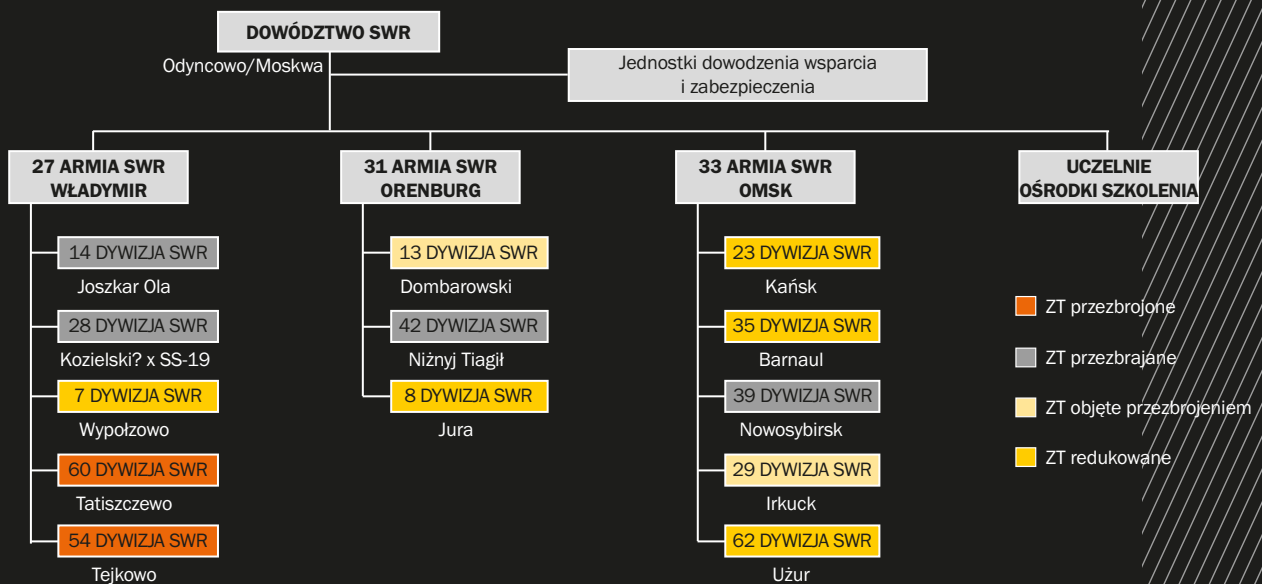 DOWÓDZTWO SWR
Odyncowo/Moskwa
Jednostki dowodzenia wsparcia
i zabezpieczenia
27 ARMIA SWR
WŁADYMIR
14 DYWIZJA SWR
Joszkar Ola
28 DYWIZJA SWR
Kozielski? x SS-19
7 DYWIZJA SWR
Wypołzowo
60 DYWIZJA SWR
Tatiszczewo
54 DYWIZJA SWR
Tejkowo
31 ARMIA SWR
ORENBURG
13 DYWIZJA SWR
Dombarowski
42 DYWIZJA SWR
Niżnyj Tiagił
8 DYWIZJA SWR
Jura
33 ARMIA SWR
OMSK
23 DYWIZJA SWR
Kańsk
35 DYWIZJA SWR
Barnaul
39 DYWIZJA SWR
Nowosybirsk
29 DYWIZJA SWR
Irkuck
62 DYWIZJA SWR
Użur
UCZELNIE
OŚRODKI SZKOLENIA
ZT przezbrojone
ZT przezbrajane
ZT objęte przezbrojeniem
ZT redukowane